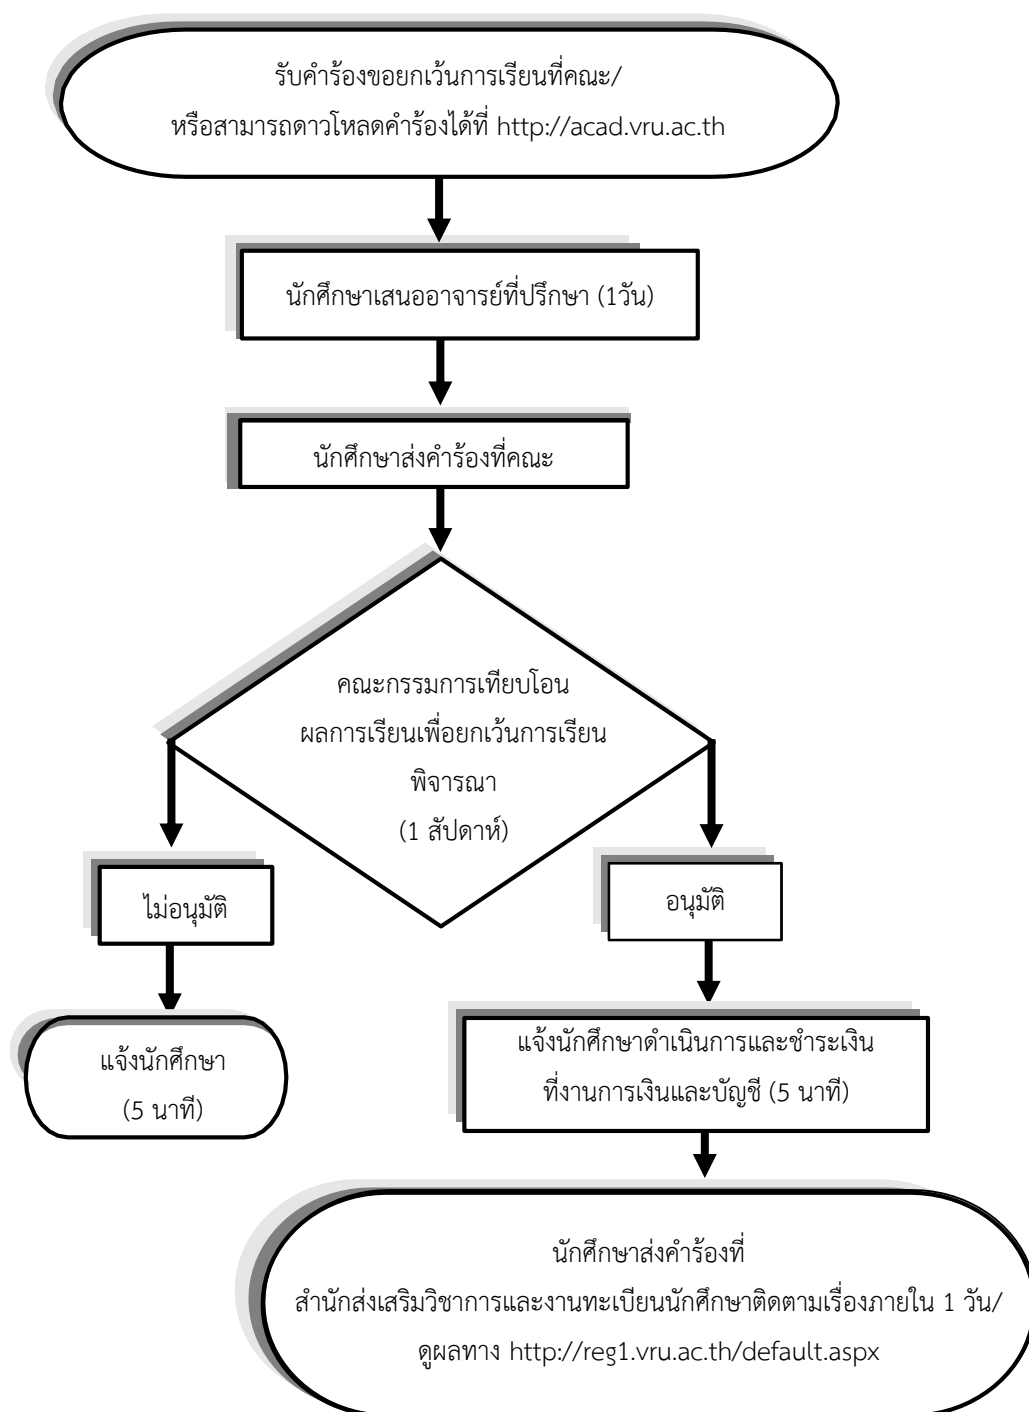 รับคำร้องขอยกเว้นการเรียนที่คณะ/
หรือสามารถดาวโหลดคำร้องได้ที่ http://acad.vru.ac.th
นักศึกษาเสนออาจารย์ที่ปรึกษา (1วัน)
นักศึกษาส่งคำร้องที่คณะ
คณะกรรมการเทียบโอน
ผลการเรียนเพื่อยกเว้นการเรียน
พิจารณา
(1 สัปดาห์)
ไม่อนุมัติ
อนุมัติ
แจ้งนักศึกษา
(5 นาที)
แจ้งนักศึกษาดำเนินการและชำระเงิน
ที่งานการเงินและบัญชี (5 นาที)
นักศึกษาส่งคำร้องที่
สำนักส่งเสริมวิชาการและงานทะเบียนนักศึกษาติดตามเรื่องภายใน 1 วัน/
ดูผลทาง http://reg1.vru.ac.th/default.aspx